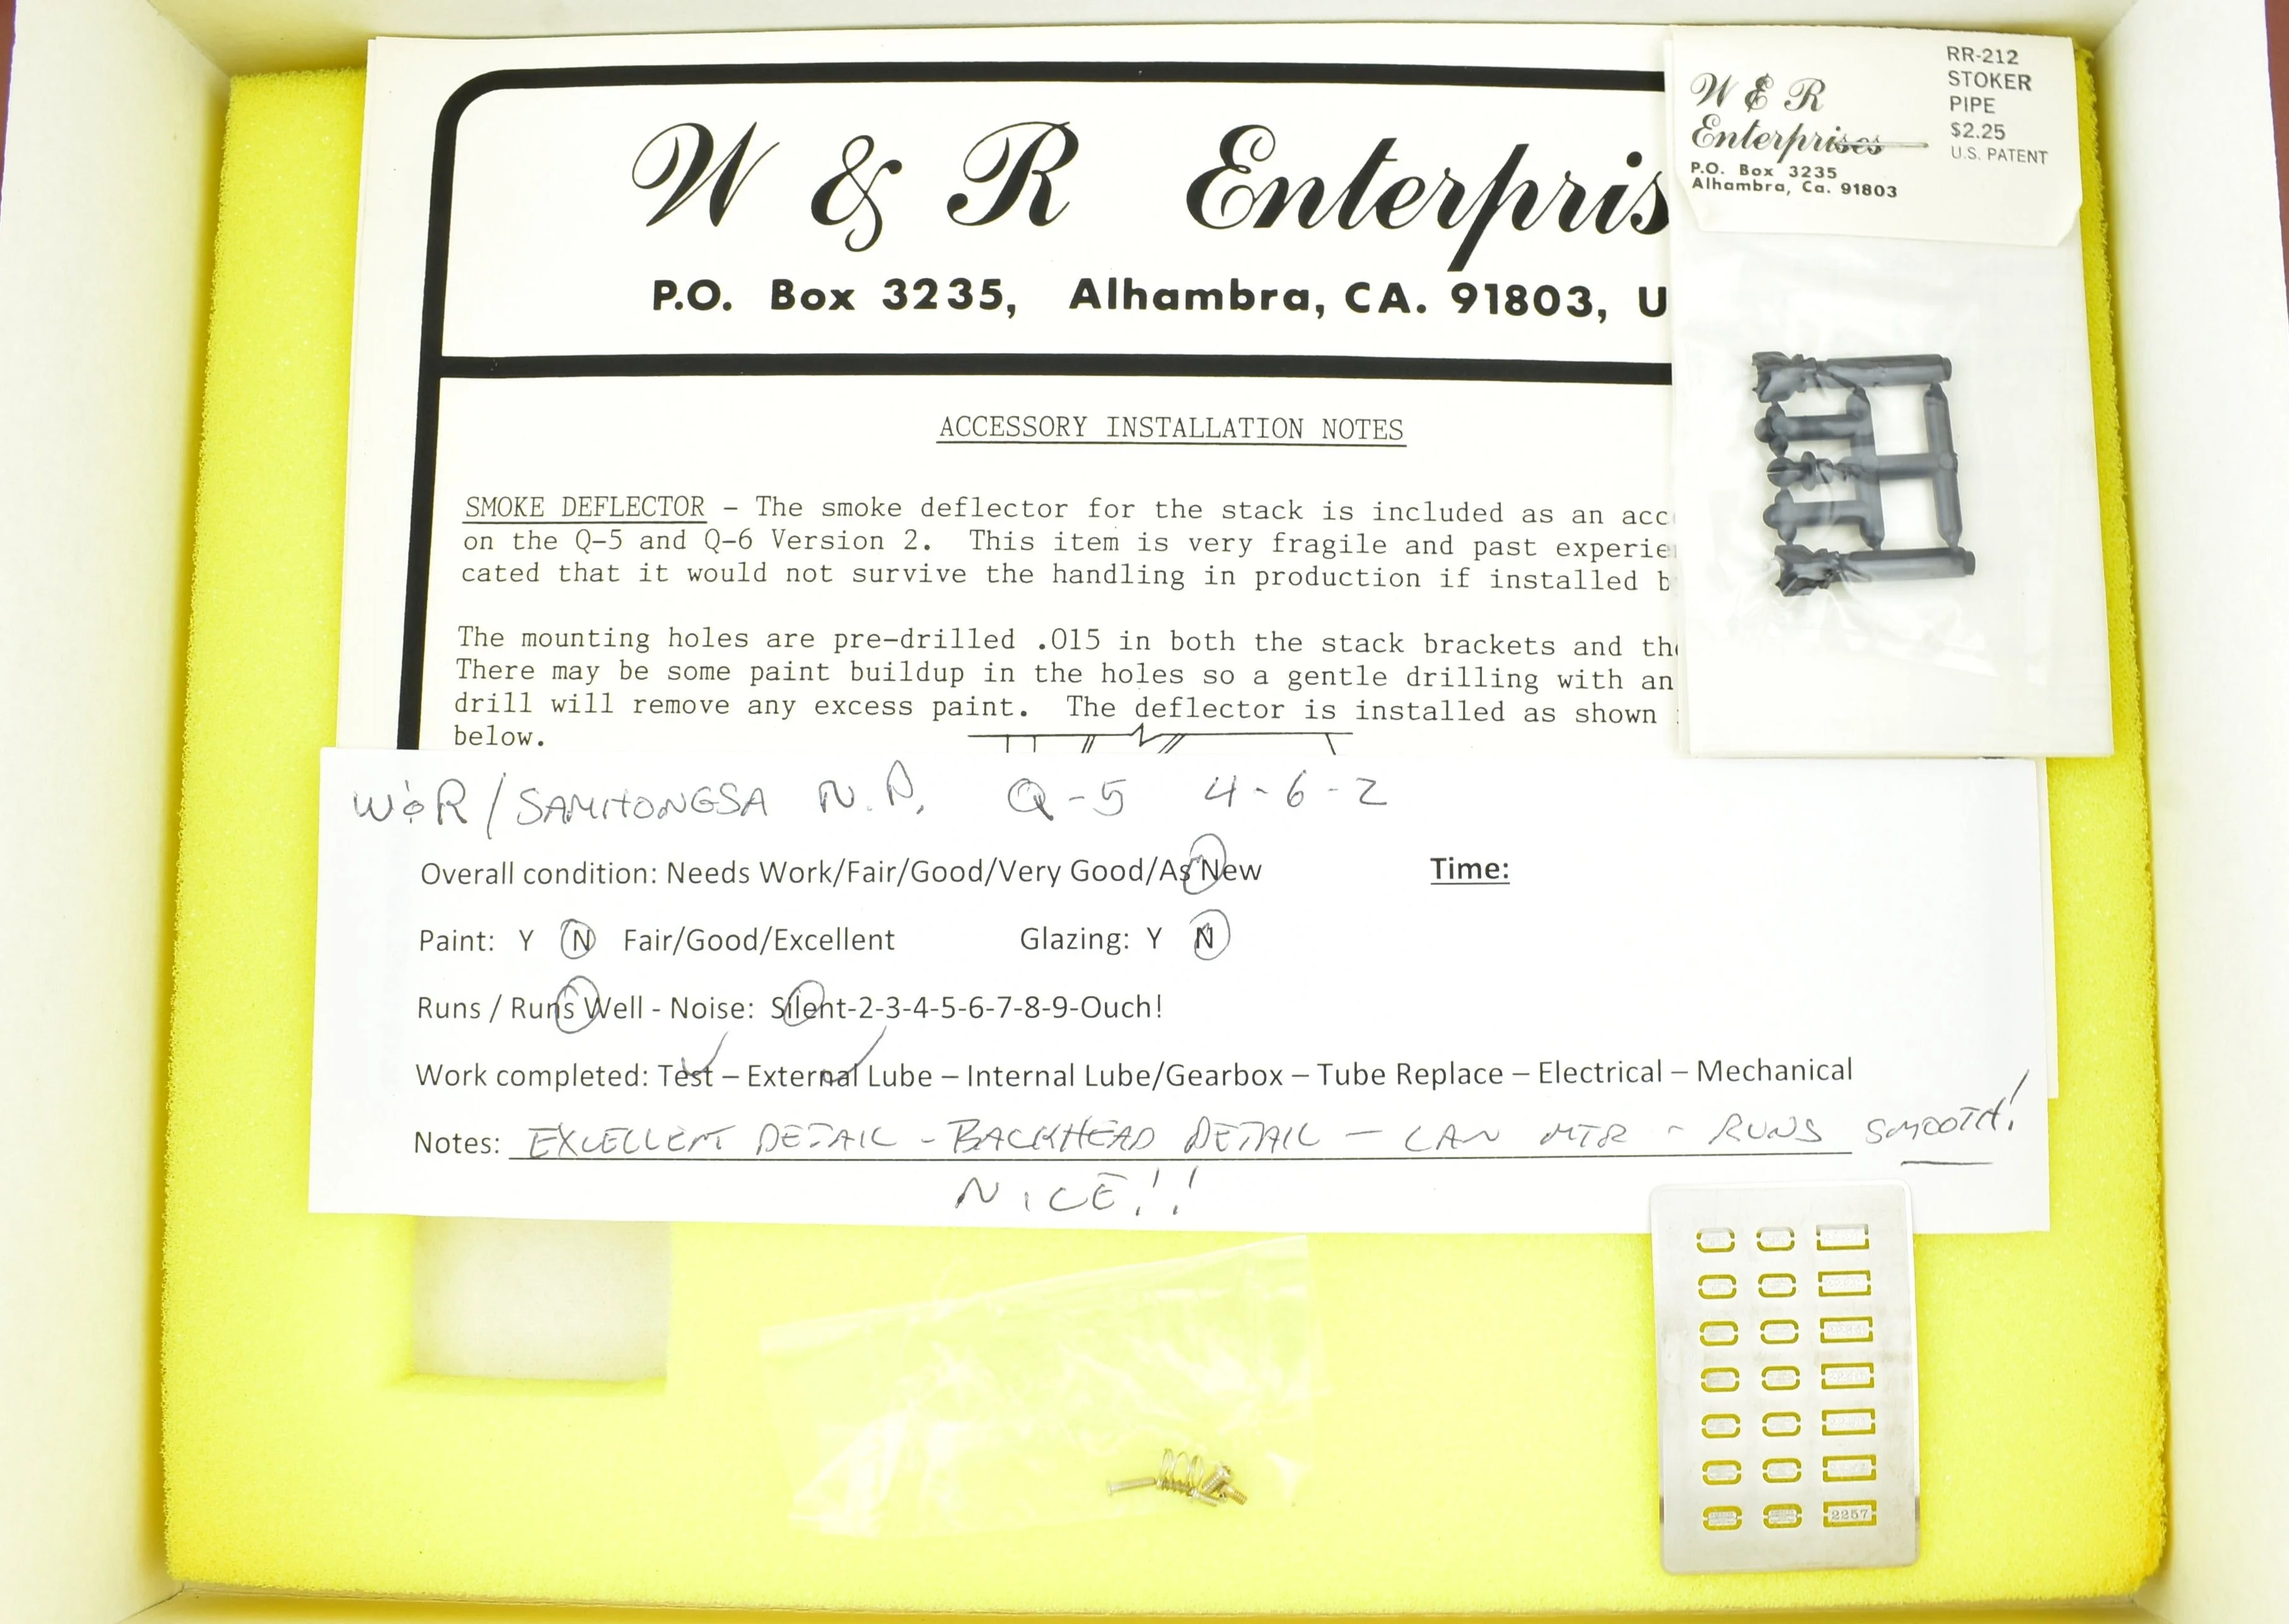 W & R Enterpris
P.O. Box 3235, Alhambra, CA. 91803, U
W & R
Enterprises
P.O. Box 3235
Alhambra, Ca. 91803
RR-212
STOKER
PIPE
$2.25
U.S. PATENT
ACCESSORY INSTALLATION NOTES
SMOKE DEFLECTOR - The smoke deflector for the stack is included as an acc
on the Q-5 and Q-6 Version 2. This item is very fragile and past experie
cated that it would not survive the handling in production if installed b
The mounting holes are pre-drilled .015 in both the stack brackets and the
There may be some paint buildup in the holes so a gentle drilling with an
drill will remove any excess paint. The deflector is installed as shown
below.
W&R/SAMHONGSA N.P. Q-5 4-6-2
Overall condition: Needs Work/Fair/Good/Very Good/As New Time:
Paint: Y N Fair/Good/Excellent Glazing: Y N
Runs / Runs Well - Noise: Silent-2-3-4-5-6-7-8-9-Ouch!
Work completed: Test – External Lube – Internal Lube/Gearbox – Tube Replace – Electrical – Mechanical
Notes: EXCELLENT DETAIL - BACKHEAD DETAIL - CAN MTR - RUNS SMOOTH!
NICE!!
2257